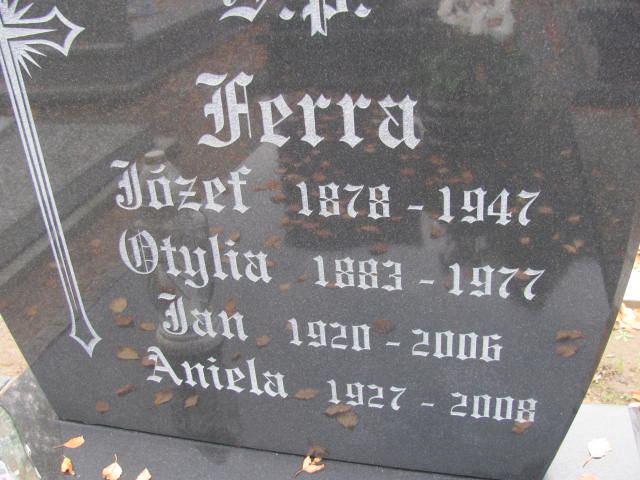 Ś.p.
Ferra
Józef 1878 - 1947
Otylia 1883 - 1977
Jan 1920 - 2006
Aniela 1927 - 2008